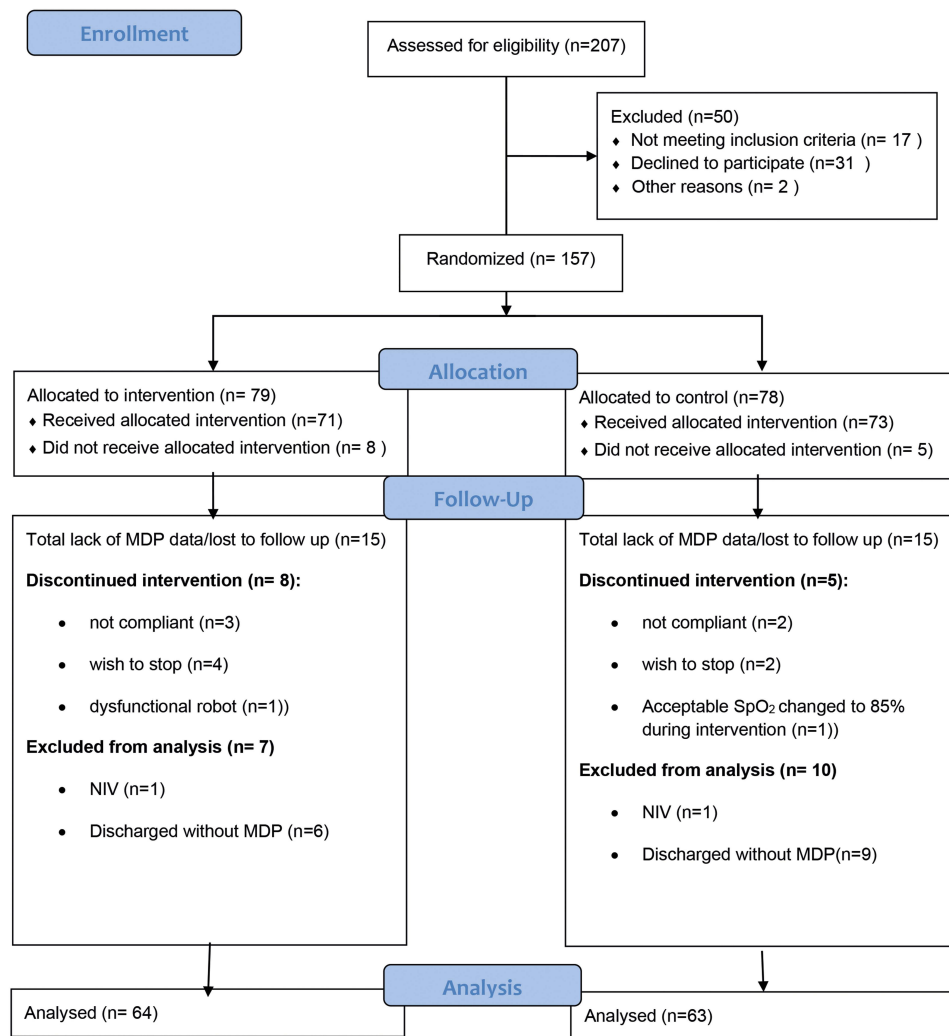 Enrollment
Assessed for eligibility (n=207)
Excluded (n=50)
♦ Not meeting inclusion criteria (n= 17 )
♦ Declined to participate (n=31 )
♦ Other reasons (n= 2 )
Randomized (n= 157)
Allocation
Allocated to intervention (n= 79)
♦ Received allocated intervention (n=71)
♦ Did not receive allocated intervention (n= 8 )
Allocated to control (n=78)
♦ Received allocated intervention (n=73)
♦ Did not receive allocated intervention (n= 5)
Follow-Up
Total lack of MDP data/lost to follow up (n=15)
Discontinued intervention (n= 8):
• not compliant (n=3)
• wish to stop (n=4)
• dysfunctional robot (n=1))
Excluded from analysis (n= 7)
• NIV (n=1)
• Discharged without MDP (n=6)
Total lack of MDP data/lost to follow up (n=15)
Discontinued intervention (n=5):
• not compliant (n=2)
• wish to stop (n=2)
• Acceptable SpO₂ changed to 85%
during intervention (n=1))
Excluded from analysis (n= 10)
• NIV (n=1)
• Discharged without MDP(n=9)
Analysis
Analysed (n= 64)
Analysed (n=63)